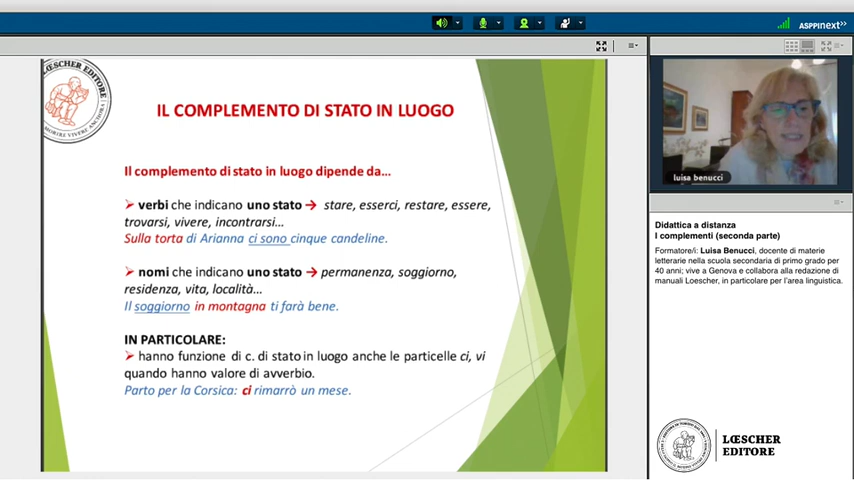 ASPPInext>>
LŒSCHER EDITORE
IL COMPLEMENTO DI STATO IN LUOGO
Il complemento di stato in luogo dipende da...
➢ verbi che indicano uno stato → stare, esserci, restare, essere,
trovarsi, vivere, incontrarsi...
Sulla torta di Arianna ci sono cinque candeline.
➢ nomi che indicano uno stato → permanenza, soggiorno,
residenza, vita, località...
Il soggiorno in montagna ti farà bene.
IN PARTICOLARE:
➢ hanno funzione di c. di stato in luogo anche le particelle ci, vi
quando hanno valore di avverbio.
Parto per la Corsica: ci rimarrò un mese.
luisa benucci
Didattica a distanza
I complementi (seconda parte)
Formatore/i: Luisa Benucci, docente di materie
letterarie nella scuola secondaria di primo grado per
40 anni; vive a Genova e collabora alla redazione di
manuali Loescher, in particolare per l'area linguistica.
LŒSCHER
EDITORE